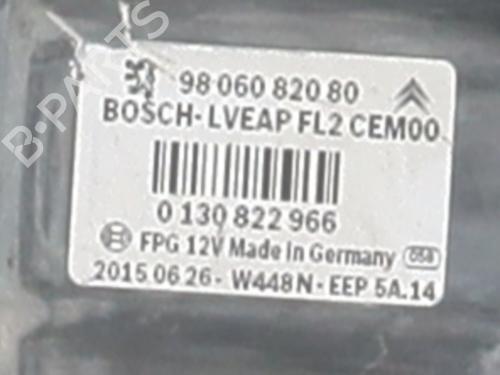 98 060 820 80
BOSCH- LVEAP FL2 CEM00
0 130 822 966
FPG 12V Made in Germany 058
2015 06 26 - W448N - EEP 5A.14
B-PARTS